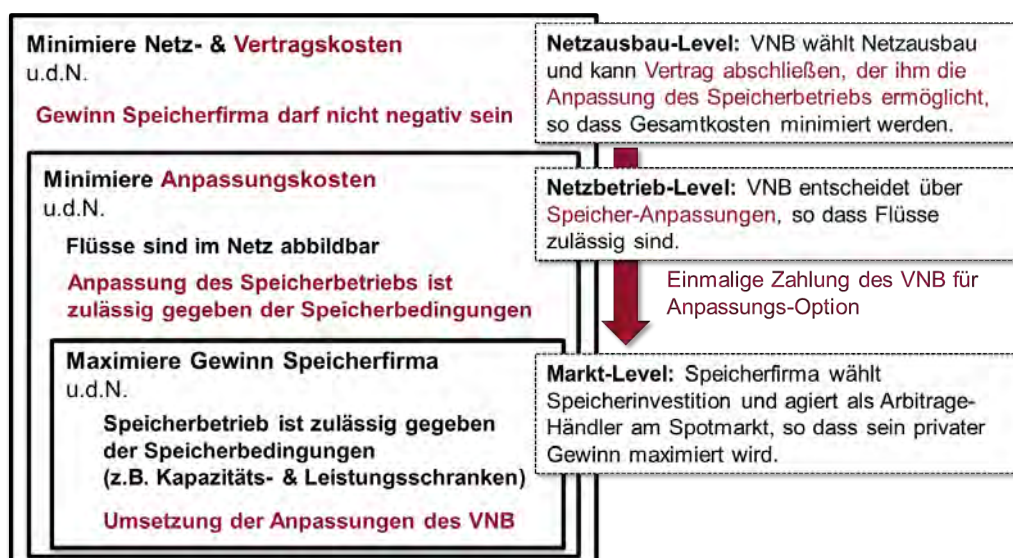 Minimiere Netz- & Vertragskosten
u.d.N.
Gewinn Speicherfirma darf nicht negativ sein
Minimiere Anpassungskosten
u.d.N.
Flüsse sind im Netz abbildbar
Anpassung des Speicherbetriebs ist
zulässig gegeben der Speicherbedingungen
Maximiere Gewinn Speicherfirma
u.d.N.
Speicherbetrieb ist zulässig gegeben
der Speicherbedingungen
(z.B. Kapazitäts- & Leistungsschranken)
Umsetzung der Anpassungen des VNB
Netzausbau-Level: VNB wählt Netzausbau
und kann Vertrag abschließen, der ihm die
Anpassung des Speicherbetriebs ermöglicht,
so dass Gesamtkosten minimiert werden.
Netzbetrieb-Level: VNB entscheidet über
Speicher-Anpassungen, so dass Flüsse
zulässig sind.
Einmalige Zahlung des VNB für
Anpassungs-Option
Markt-Level: Speicherfirma wählt
Speicherinvestition und agiert als Arbitrage-
Händler am Spotmarkt, so dass sein privater
Gewinn maximiert wird.